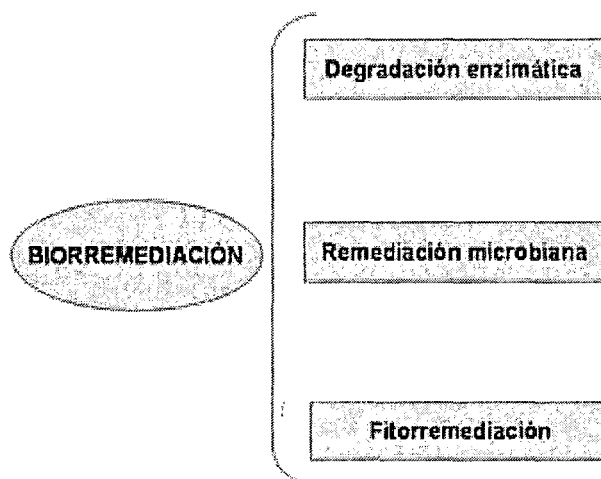 Degradación enzimática
BIORREMEDIACIÓN
Remediación microbiana
Fitorremediación